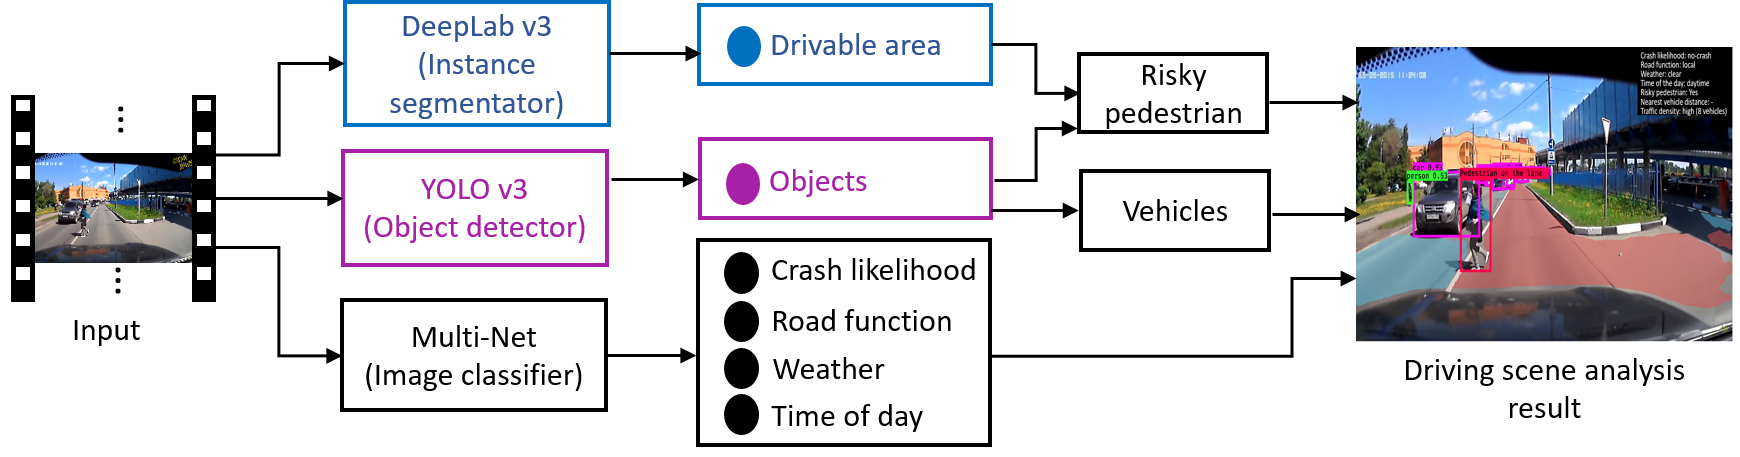 DeepLab v3
(Instance
segmentator)
Drivable area
Risky
pedestrian
YOLO v3
(Object detector)
Objects
Vehicles
Multi-Net
(Image classifier)
Crash likelihood
Road function
Weather
Time of day
Input
Crash likelihood: no-crash
Road function: local
Weather: clear
Time of the day: daytime
Risky pedestrian: Yes
Nearest vehicle distance: -
Traffic density: high (8 vehicles)
person 0.53
Pedestrian on the lane
Driving scene analysis
result